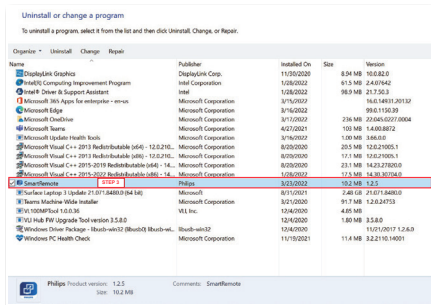 Uninstall or change a program
To uninstall a program, select it from the list and then click Uninstall, Change, or Repair.
Organize Uninstall Change Repair
Name Publisher Installed On Size Version
DisplayLink Graphics DisplayLink Corp. 11/30/2020 8.94 MB 10.0.82.0
Intel(R) Computing Improvement Program Intel Corporation 1/28/2022 61.5 MB 2.4.07642
Intel® Driver & Support Assistant Intel 1/28/2022 98.9 MB 21.7.50.3
Microsoft 365 Apps for enterprise - en-us Microsoft Corporation 3/15/2022 16.0.14931.20132
Microsoft Edge Microsoft Corporation 3/16/2022 99.0.1150.39
Microsoft OneDrive Microsoft Corporation 3/17/2022 236 MB 22.045.0227.0004
Microsoft Teams Microsoft Corporation 4/27/2021 103 MB 1.4.00.8872
Microsoft Update Health Tools Microsoft Corporation 3/16/2022 1.00 MB 3.66.0.0
Microsoft Visual C++ 2013 Redistributable (x64) - 12.0.210... Microsoft Corporation 8/20/2020 20.5 MB 12.0.21005.1
Microsoft Visual C++ 2013 Redistributable (x86) - 12.0.210... Microsoft Corporation 8/20/2020 17.1 MB 12.0.21005.1
Microsoft Visual C++ 2015-2019 Redistributable (x64) - 14... Microsoft Corporation 8/20/2020 23.1 MB 14.23.27820.0
Microsoft Visual C++ 2015-2022 Redistributable (x86) - 14... Microsoft Corporation 1/28/2022 17.5 MB 14.30.30704.0
SmartRemote STEP 3 Philips 3/23/2022 10.2 MB 1.2.5
Surface Laptop 3 Update 21.071.8480.0 (64 bit) Microsoft 8/31/2021 2.48 GB 21.071.8480.0
Teams Machine-Wide Installer Microsoft Corporation 3/21/2020 91.7 MB 1.2.0.24753
VL100MPTool 1.0.0.36 VLI, Inc. 12/4/2020 4.85 MB
VLI Hub FW Upgrade Tool version 3.5.8.0 12/4/2020 1.80 MB 3.5.8.0
Windows Driver Package - libusb-win32 (libusb0) libusb-wi... libusb-win32 12/4/2020 11/21/2017 1.2.6.0
Windows PC Health Check Microsoft Corporation 11/19/2021 11.4 MB 3.2.2110.14001
Philips Product version: 1.2.5 Comments: SmartRemote
Size: 10.2 MB